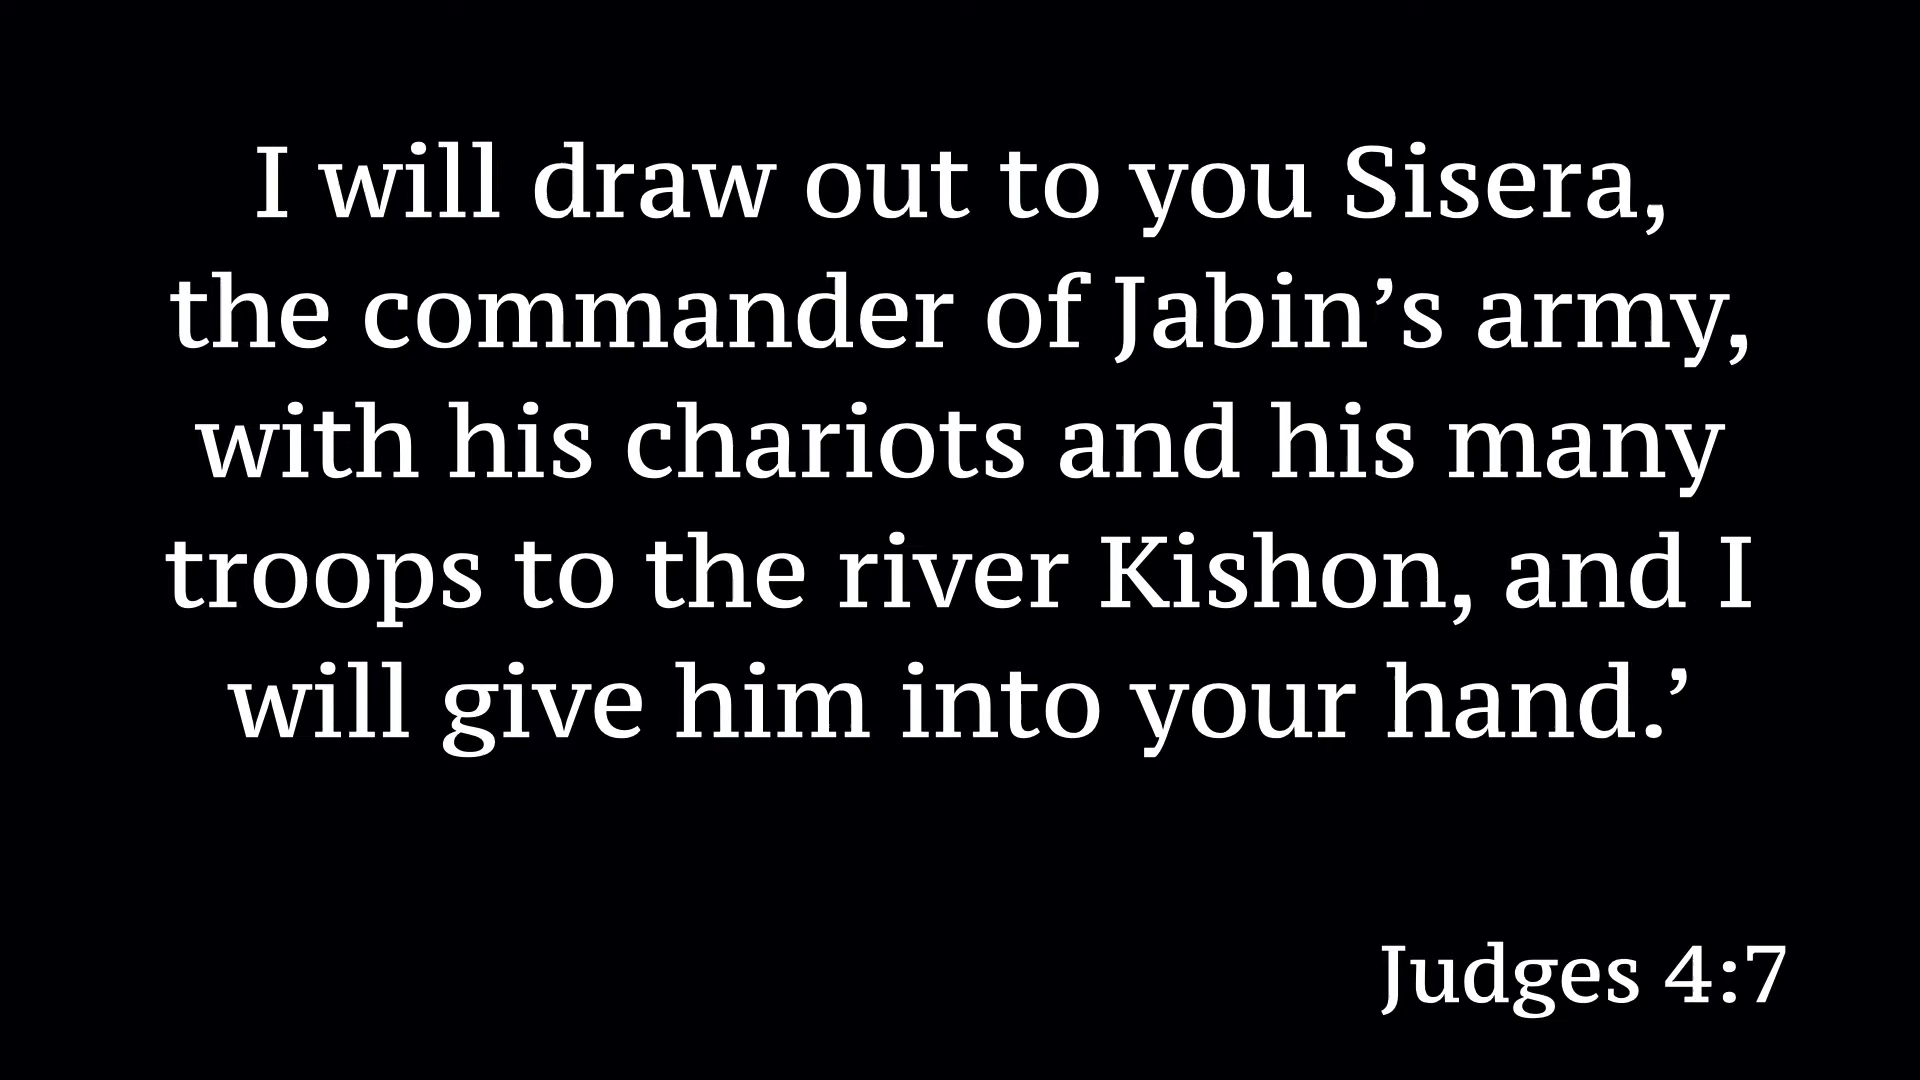 I will draw out to you Sisera,
the commander of Jabin’s army,
with his chariots and his many
troops to the river Kishon, and I
will give him into your hand.’
Judges 4:7